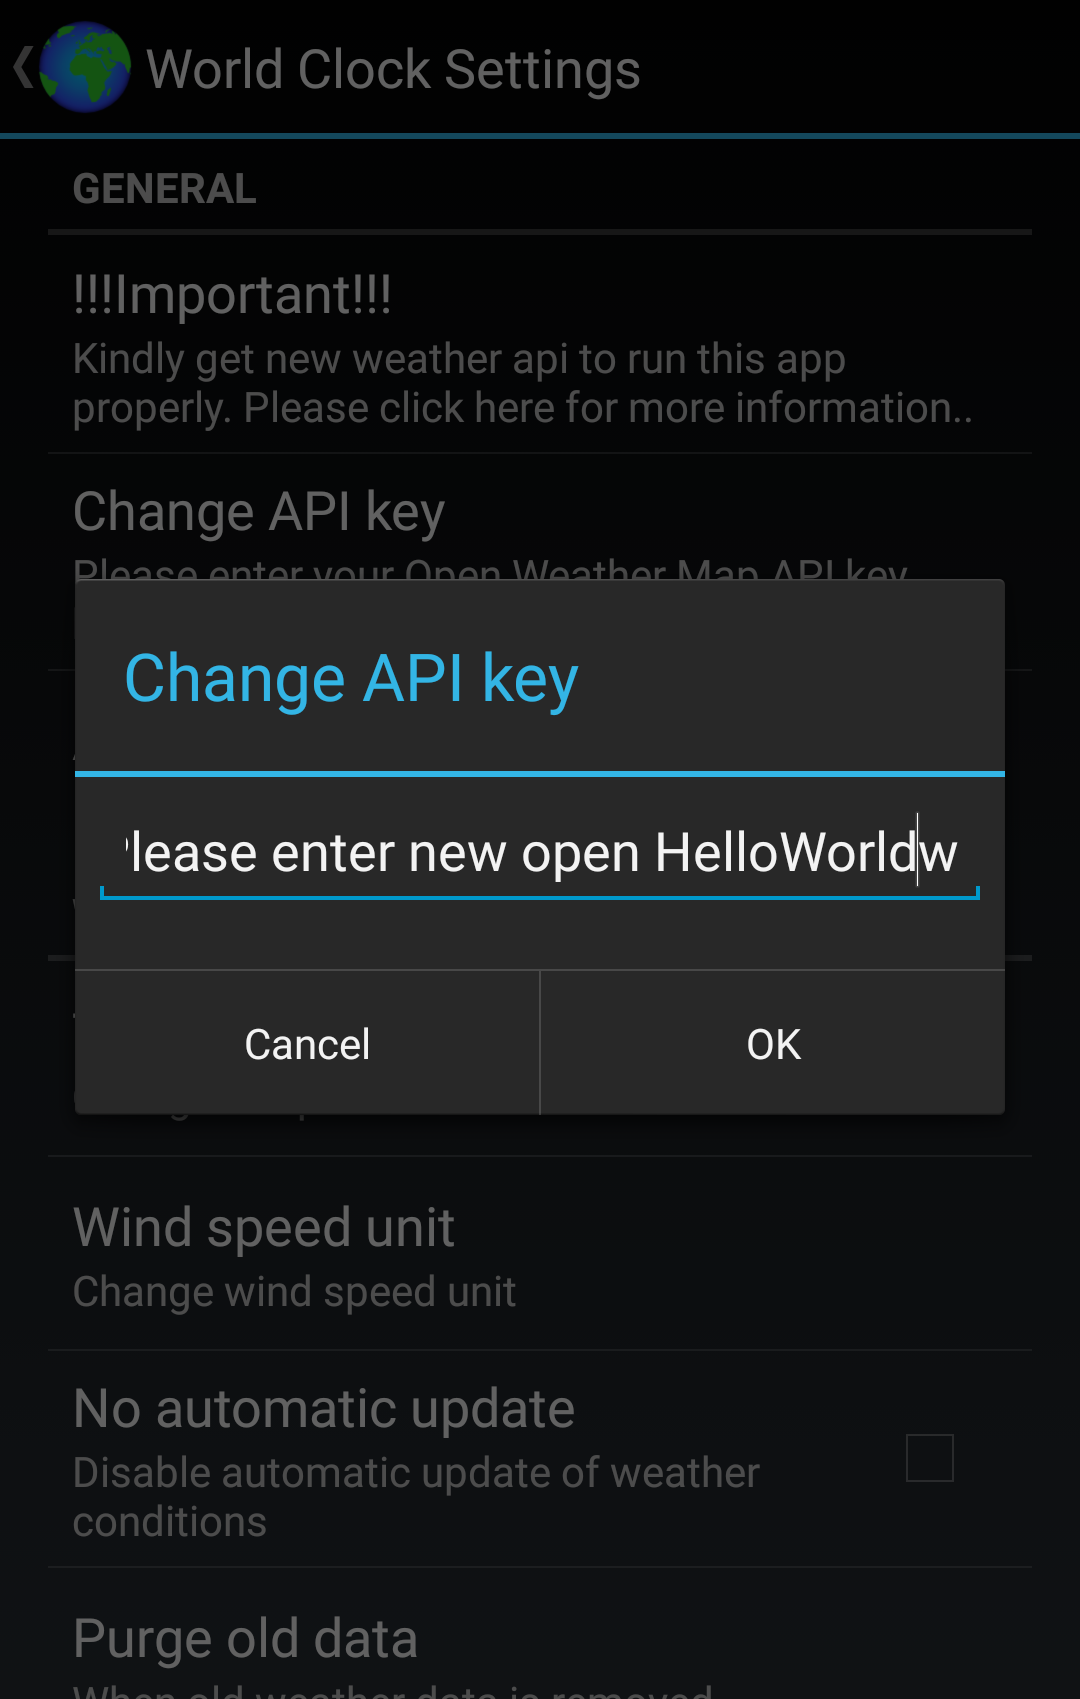 World Clock Settings
GENERAL
!!!Important!!!
Kindly get new weather api to run this app
properly. Please click here for more information..
Change API key
Please enter your Open Weather Map API key
Change API key
Please enter new open HelloWorldw
Cancel
OK
Wind speed unit
Change wind speed unit
No automatic update
Disable automatic update of weather
conditions
Purge old data
When old weather data is removed